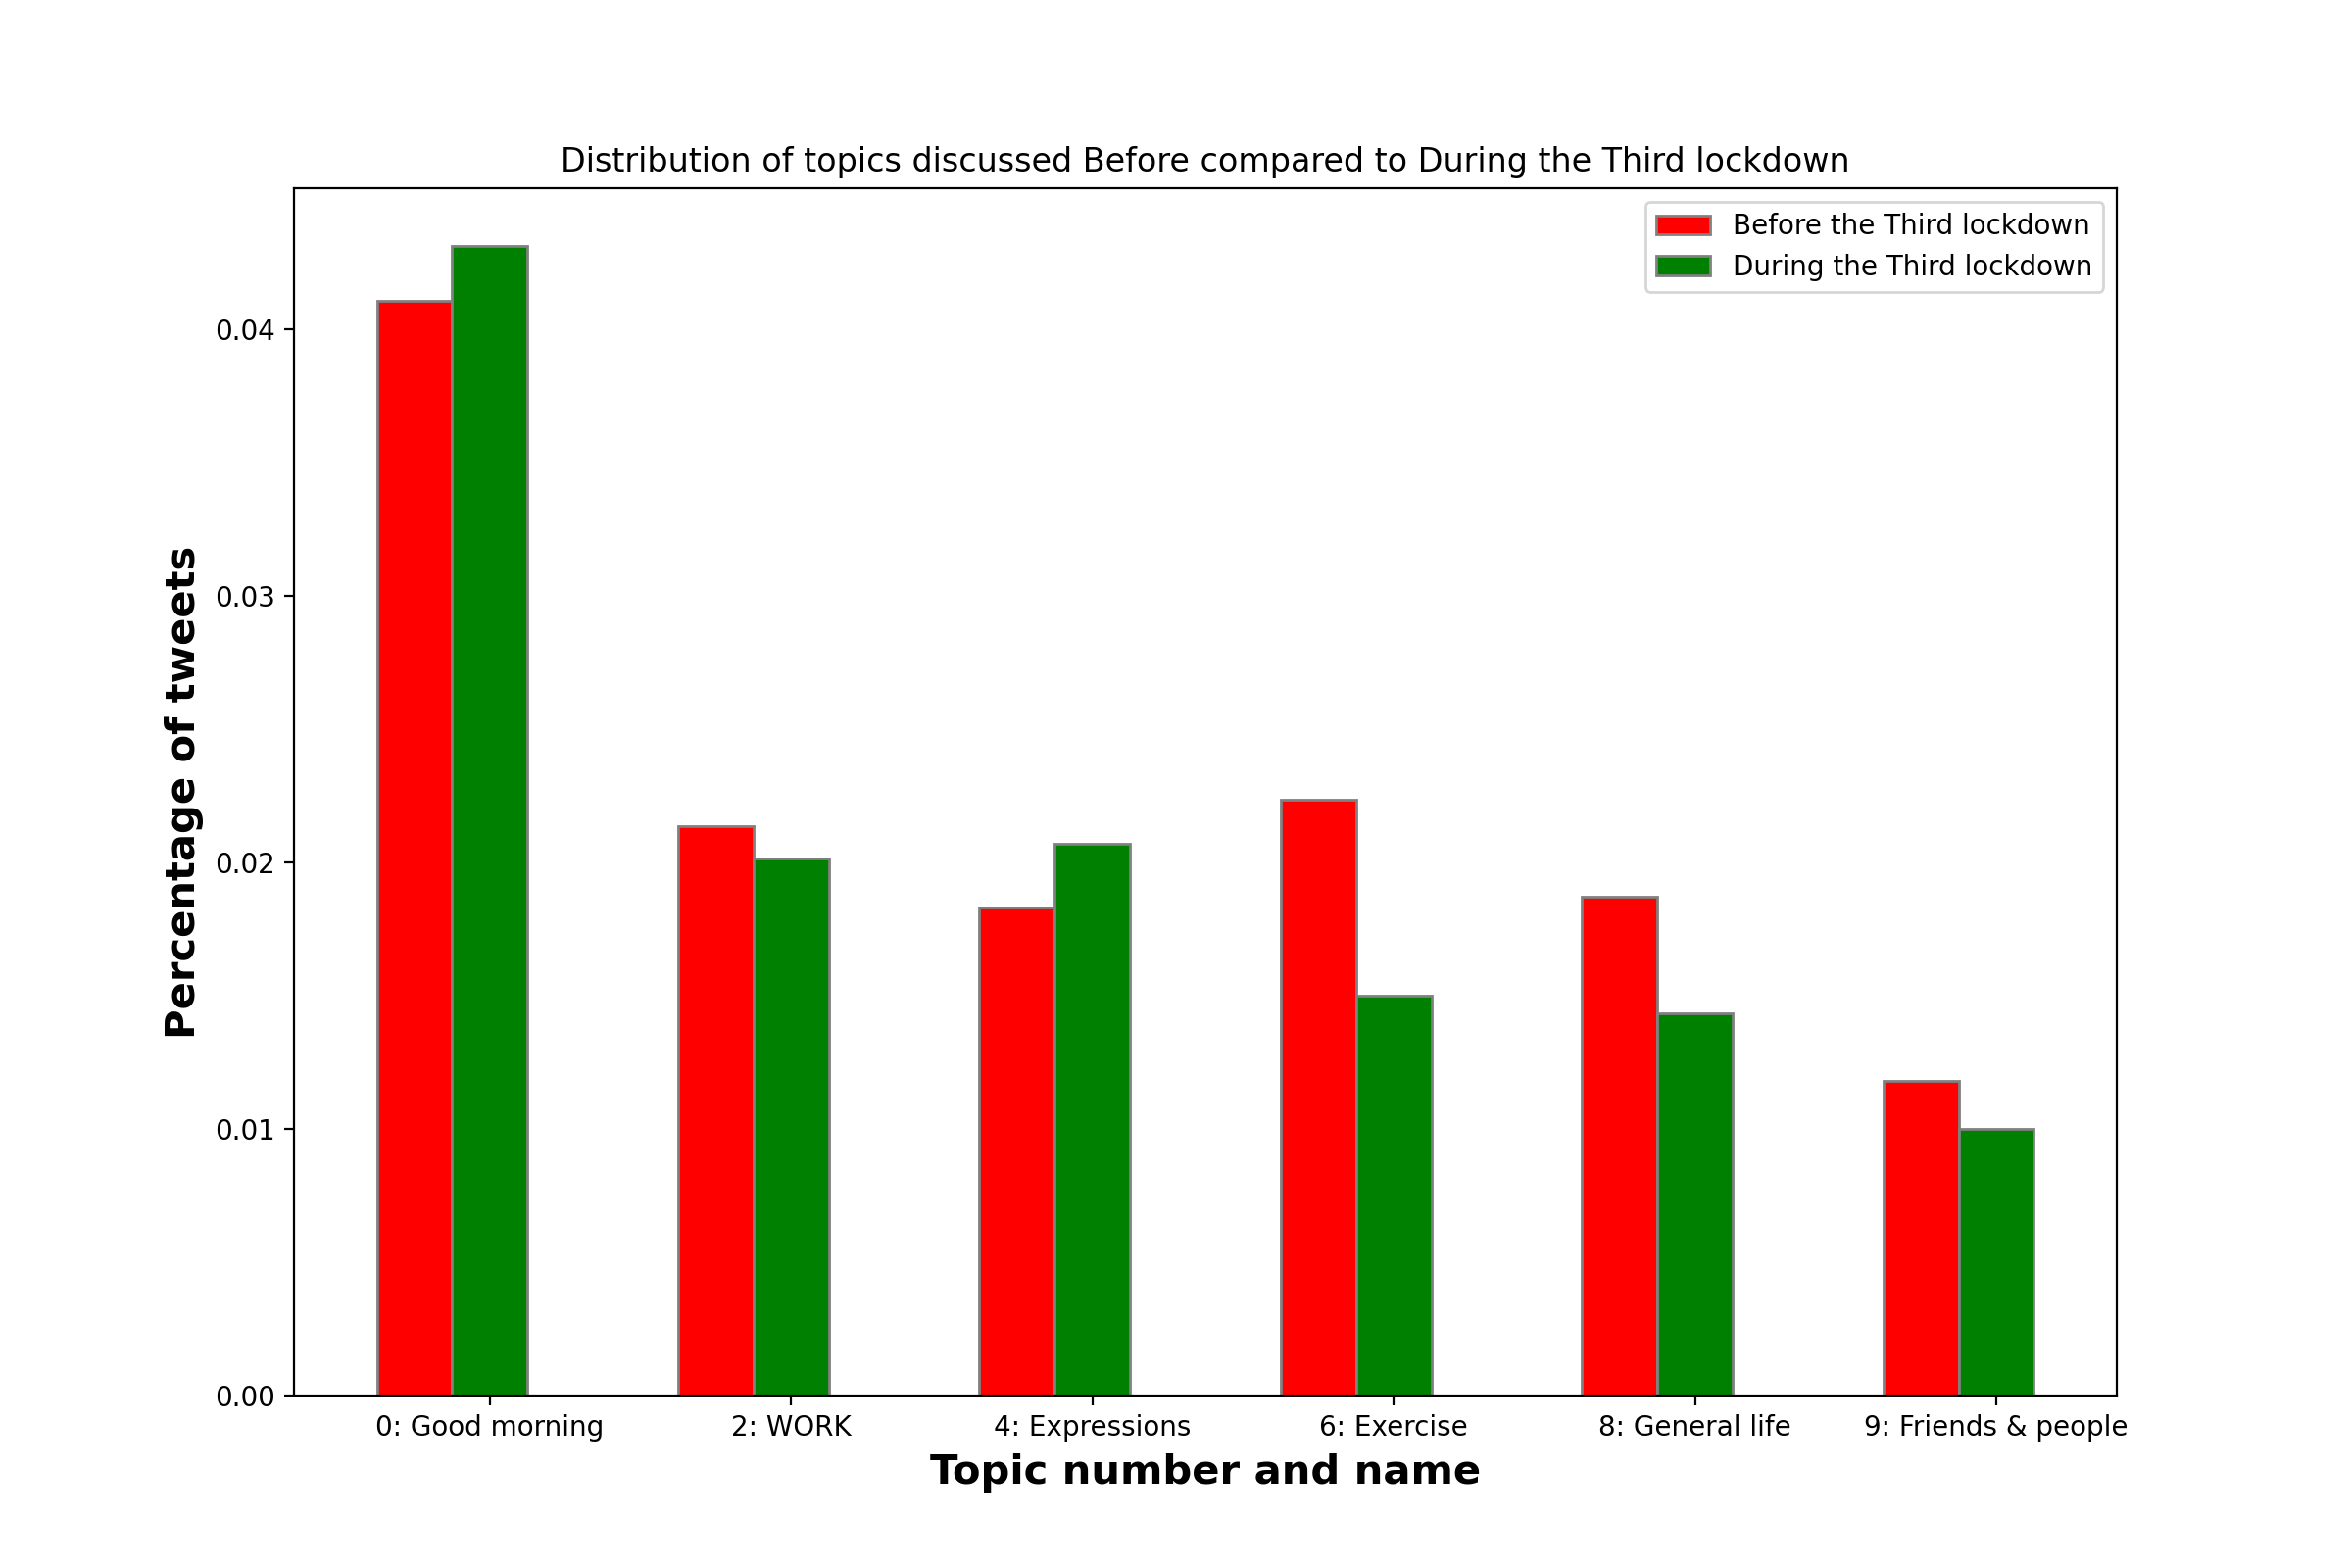 Distribution of topics discussed Before compared to During the Third lockdown
Before the Third lockdown
During the Third lockdown
Percentage of tweets
0.04
0.03
0.02
0.01
0.00
0: Good morning
2: WORK
4: Expressions
6: Exercise
8: General life
9: Friends & people
Topic number and name